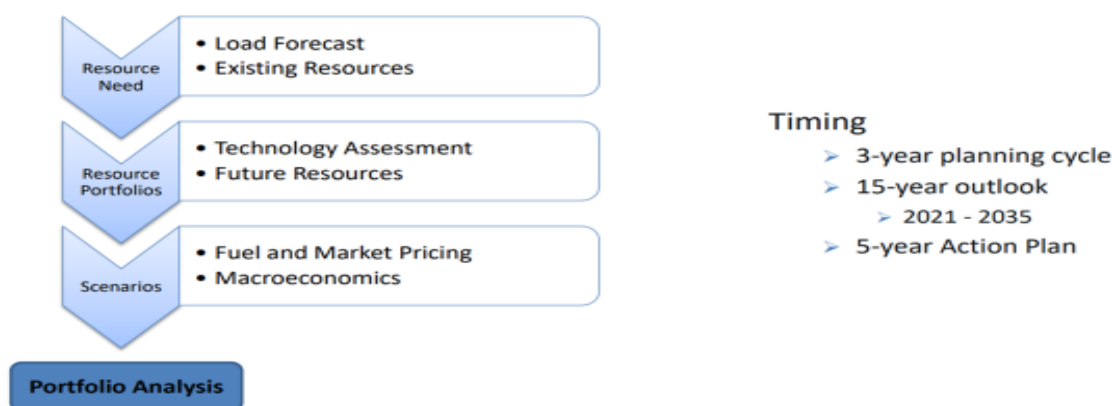 Resource
Need
• Load Forecast
• Existing Resources
Resource
Portfolios
• Technology Assessment
• Future Resources
Scenarios
• Fuel and Market Pricing
• Macroeconomics
Portfolio Analysis
Timing
➢ 3-year planning cycle
➢ 15-year outlook
➢ 2021 - 2035
➢ 5-year Action Plan